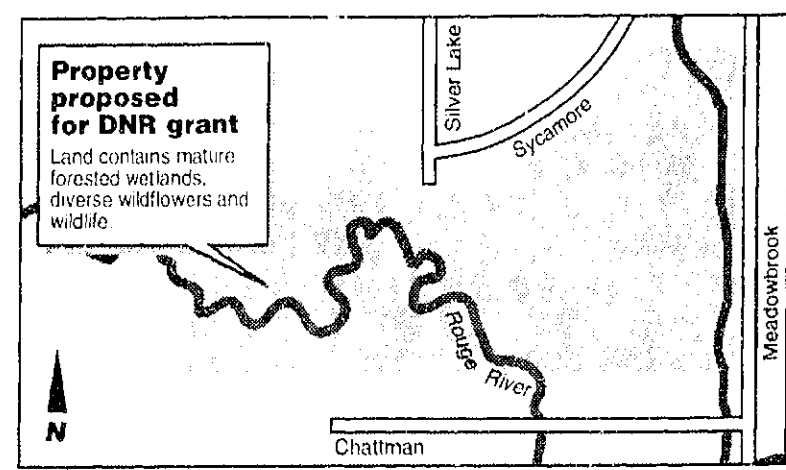 Property
proposed
for DNR grant
Land contains mature
forested wetlands,
diverse wildflowers and
wildlife.
Silver Lake
Sycamore
Meadowbrook
Rouge
River
N
Chattman